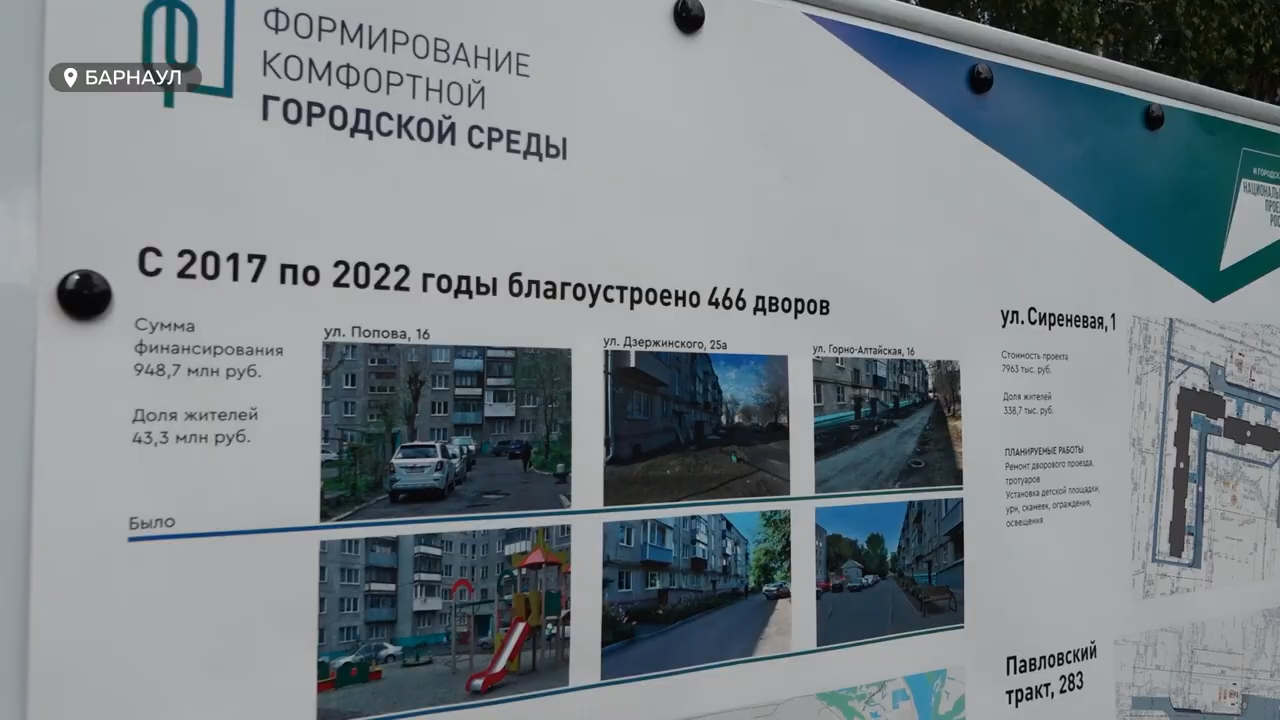 БАРНАУЛ
ФОРМИРОВАНИЕ
КОМФОРТНОЙ
ГОРОДСКОЙ СРЕДЫ
С 2017 по 2022 годы благоустроено 466 дворов
Сумма
финансирования
948,7 млн руб.
Доля жителей
43,3 млн руб.
ул. Попова, 16
ул. Дзержинского, 25а
ул. Горно-Алтайская, 16
Было
ул. Сиреневая, 1
Стоимость проекта
7963 тыс. руб.
Доля жителей
338,7 тыс. руб.
ПЛАНИРУЕМЫЕ РАБОТЫ
Ремонт дворового проезда,
тротуаров
Установка детской площадки,
урн, скамеек, ограждения,
освещения
Павловский
тракт, 283